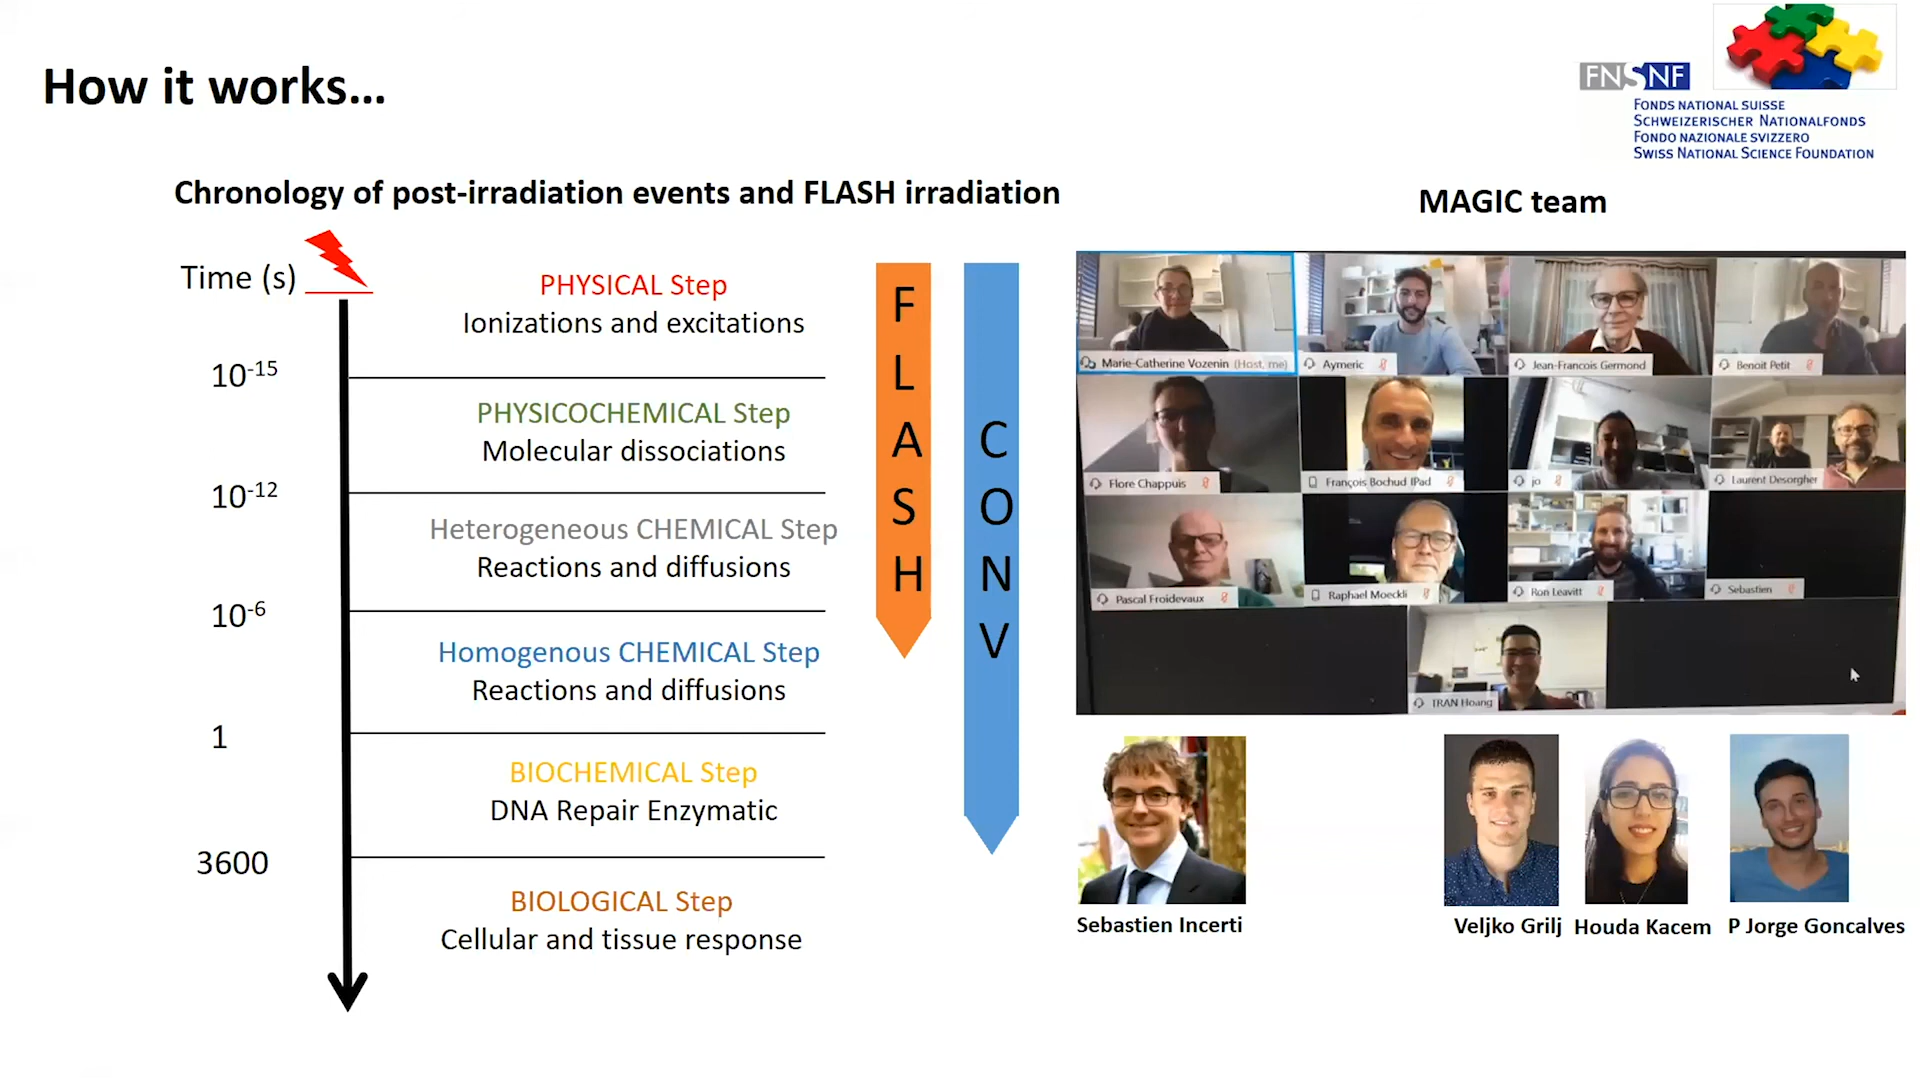 How it works...
FNSNF
FONDS NATIONAL SUISSE
SCHWEIZERISCHER NATIONALFONDS
FONDO NAZIONALE SVIZZERO
SWISS NATIONAL SCIENCE FOUNDATION
Chronology of post-irradiation events and FLASH irradiation
Time (s)
PHYSICAL Step
Ionizations and excitations
10-15
PHYSICOCHEMICAL Step
Molecular dissociations
10-12
Heterogeneous CHEMICAL Step
Reactions and diffusions
10-6
Homogenous CHEMICAL Step
Reactions and diffusions
1
BIOCHEMICAL Step
DNA Repair Enzymatic
3600
BIOLOGICAL Step
Cellular and tissue response
FLASH
CONV
MAGIC team
Marie-Catherine Vozenin (Host, me)
Aymeric
Jean-Francois Germond
Benoit Petit
Flore Chappuis
François Bochud iPad
jo
Laurent Desorgher
Pascal Froidevaux
Raphael Moeckli
Ron Leavitt
Sebastien
TRAN Hoang
Sebastien Incerti
Veljko Grilj
Houda Kacem
P Jorge Goncalves